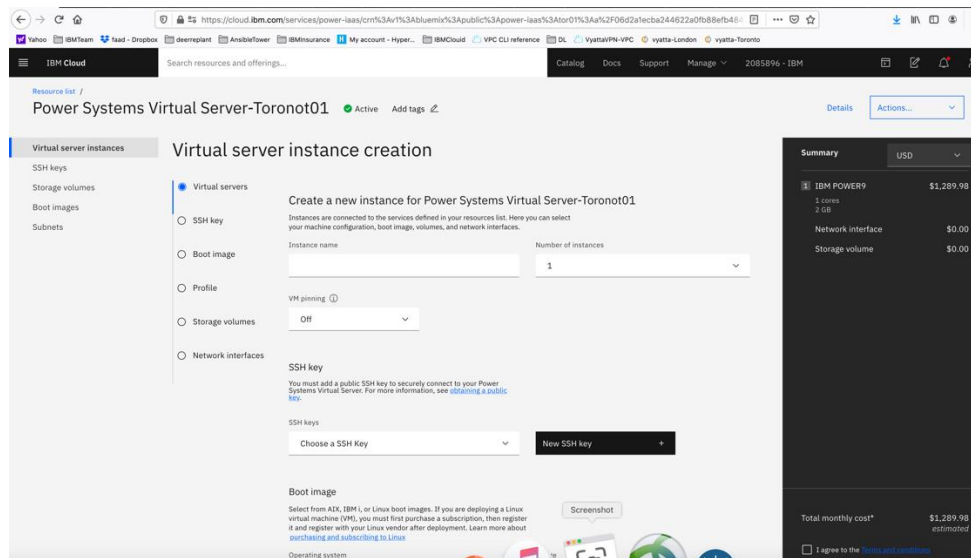 https://cloud.ibm.com/services/power-iaas/crn%3Av1%3Abluemix%3Apublic%3Apower-iaas%3Ator01%3Aa%2F06d2a1ecba244622a0fb88efb484
Yahoo IBMTeam faad - Dropbox deerreplant AnsibleTower IBMinsurance My account - Hyper... IBMClouid VPC CLI reference DL VyattaVPN-VPC vyatta-London vyatta-Toronto
IBM Cloud Search resources and offerings... Catalog Docs Support Manage 2085896 - IBM
Resource list /
Power Systems Virtual Server-Toronot01 Active Add tags Details Actions...
Virtual server instances
SSH keys
Storage volumes
Boot images
Subnets
Virtual server instance creation
Virtual servers
SSH key
Boot image
Profile
Storage volumes
Network interfaces
Create a new instance for Power Systems Virtual Server-Toronot01
Instances are connected to the services defined in your resources list. Here you can select
your machine configuration, boot image, volumes, and network interfaces.
Instance name Number of instances
1
VM pinning
Off
SSH key
You must add a public SSH key to securely connect to your Power
Systems Virtual Server. For more information, see obtaining a public
key.
SSH keys
Choose a SSH Key New SSH key +
Boot image
Select from AIX, IBM i, or Linux boot images. If you are deploying a Linux
virtual machine (VM), you must first purchase a subscription, then register
it and register with your Linux vendor after deployment. Learn more about
purchasing and subscribing to Linux
Operating system
Screenshot
Summary USD
1 IBM POWER9 $1,289.98
1 cores
2 GB
Network interface $0.00
Storage volume $0.00
Total monthly cost* $1,289.98
estimated
I agree to the Terms and conditions